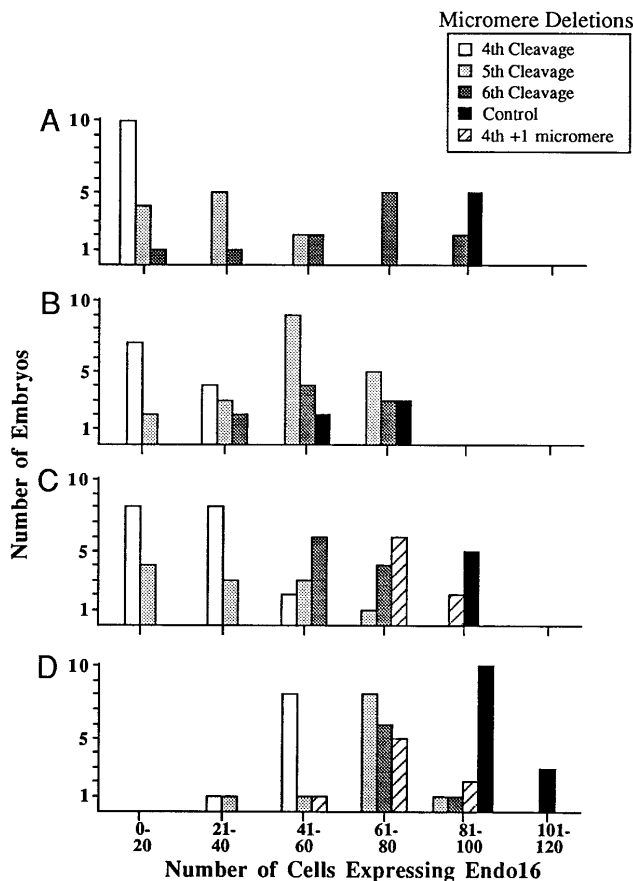 Micromere Deletions
4th Cleavage
5th Cleavage
6th Cleavage
Control
4th +1 micromere
A
10
5
1
B
10
5
1
C
10
5
1
D
10
5
1
Number of Embryos
0-20
21-40
41-60
61-80
81-100
101-120
Number of Cells Expressing Endo16